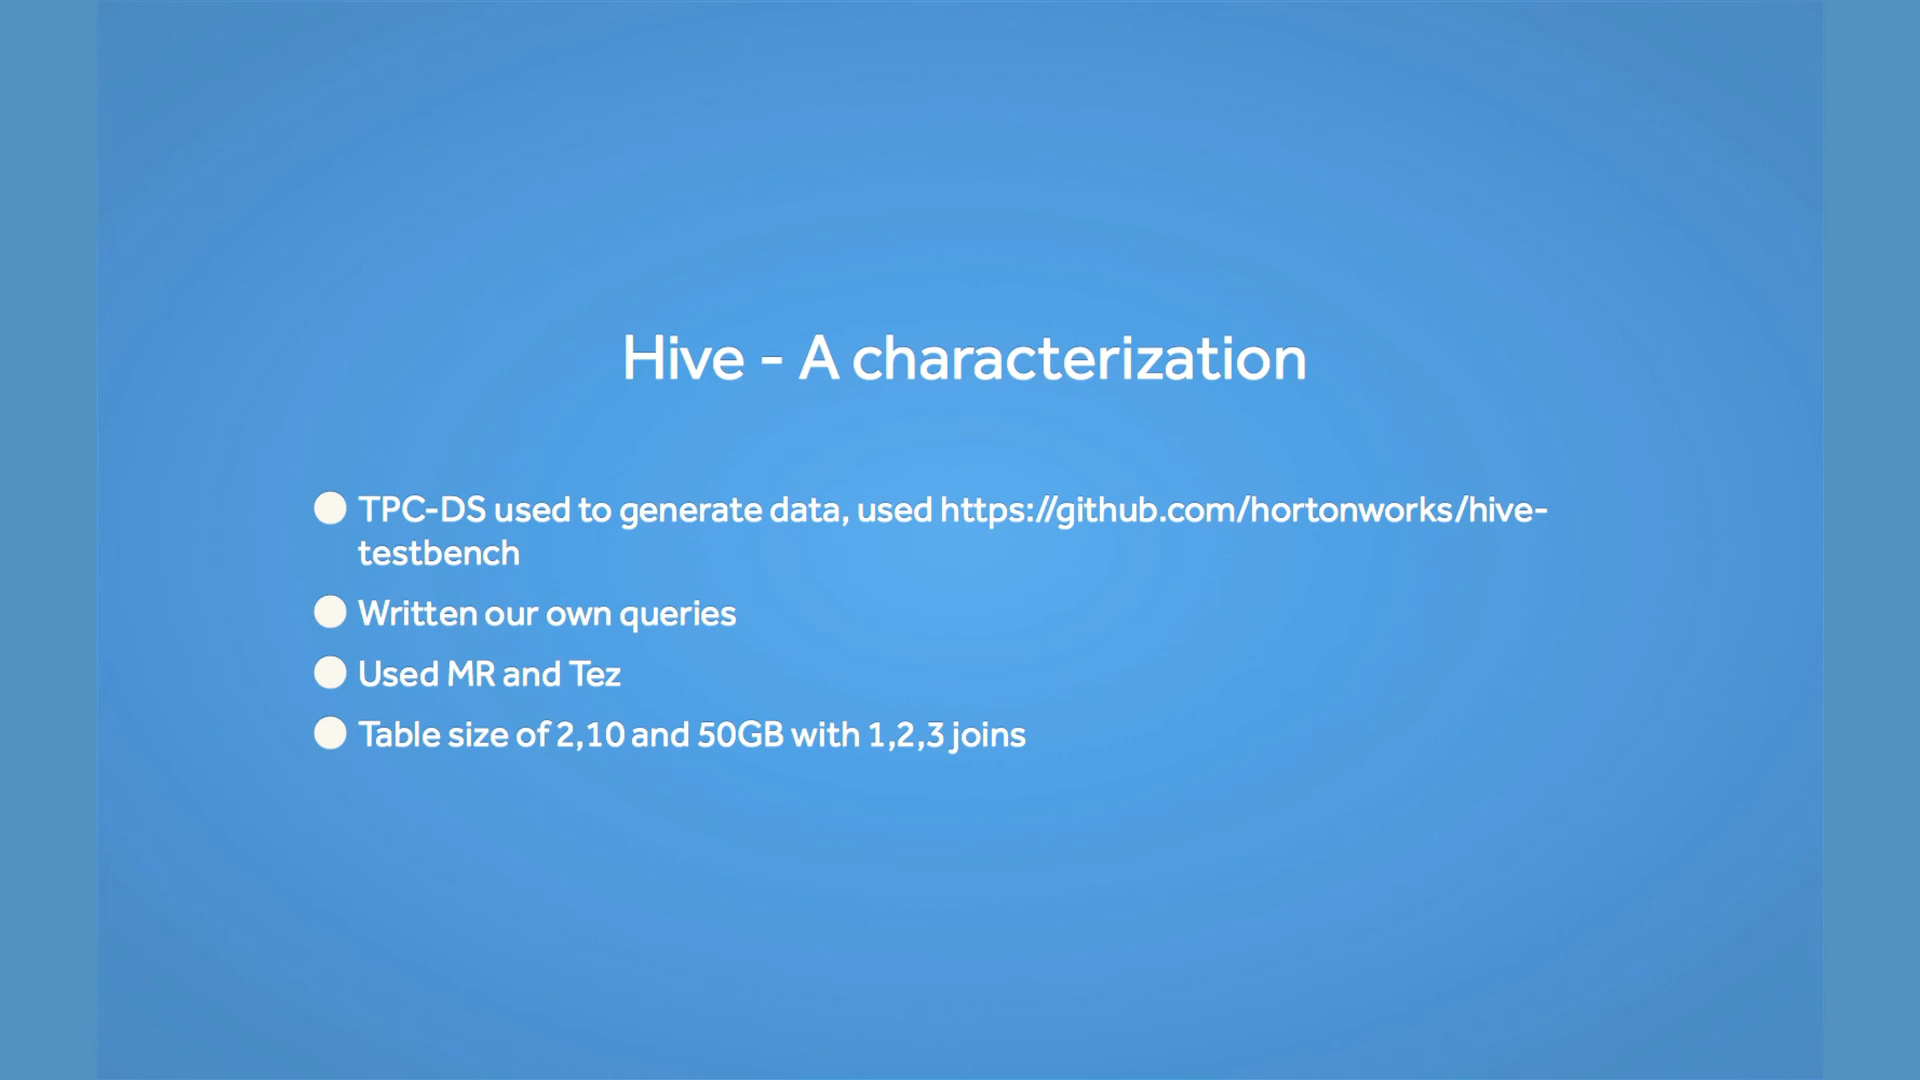 Hive - A characterization
TPC-DS used to generate data, used https://github.com/hortonworks/hive-
testbench
Written our own queries
Used MR and Tez
Table size of 2,10 and 50GB with 1,2,3 joins